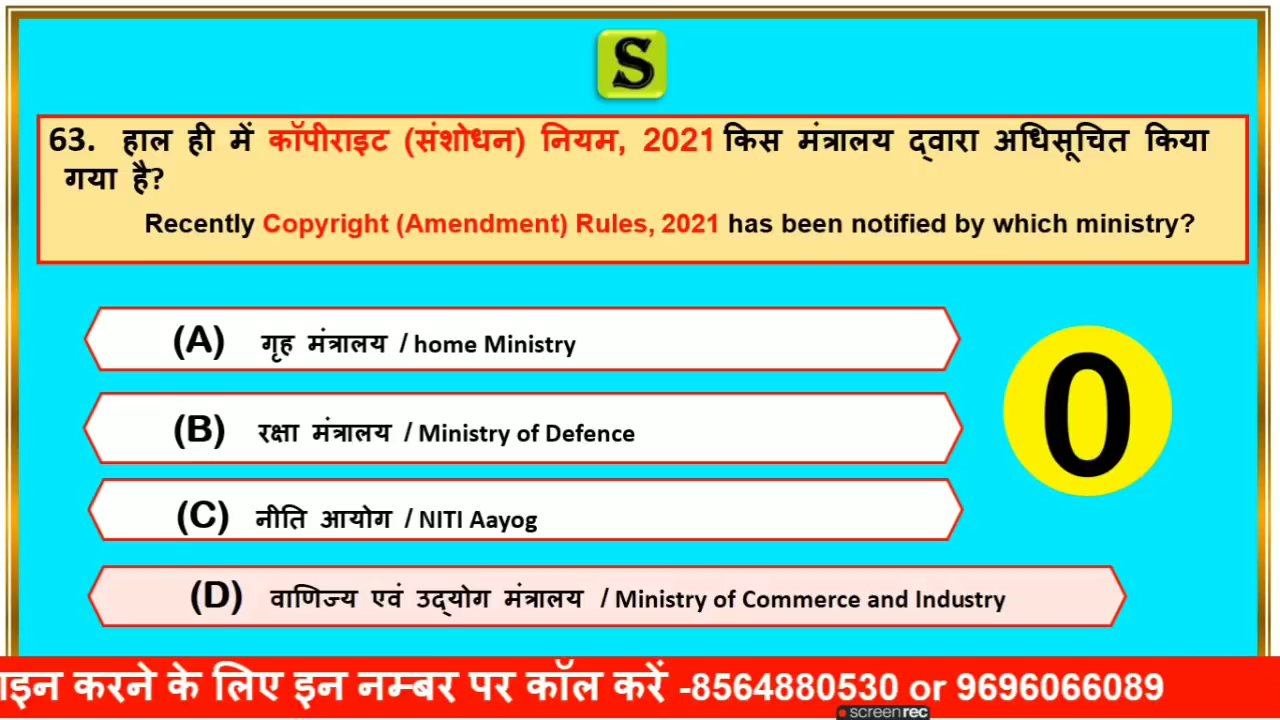 S
63. हाल ही में कॉपीराइट (संशोधन) नियम, 2021 किस मंत्रालय द्वारा अधिसूचित किया
गया है?
Recently Copyright (Amendment) Rules, 2021 has been notified by which ministry?
(A) गृह मंत्रालय / home Ministry
(B) रक्षा मंत्रालय / Ministry of Defence
0
(C) नीति आयोग / NITI Aayog
(D) वाणिज्य एवं उद्योग मंत्रालय / Ministry of Commerce and Industry
करने के लिए इन नम्बर पर कॉल करें -8564880530 or 9696066089
screenrec